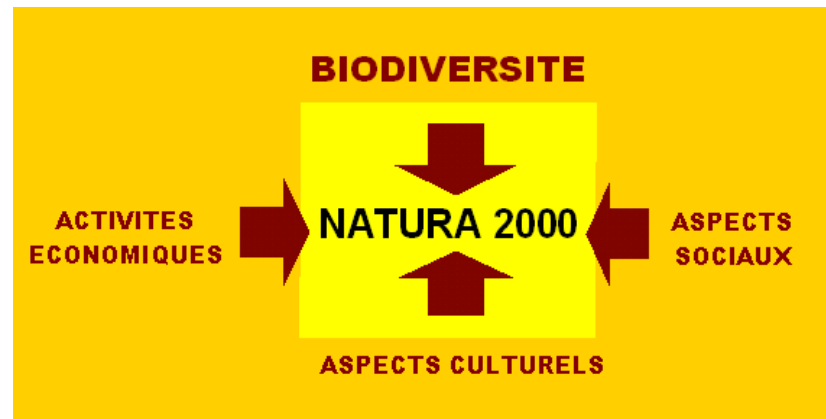 BIODIVERSITE
ACTIVITES
ECONOMIQUES
NATURA 2000
ASPECTS
SOCIAUX
ASPECTS CULTURELS